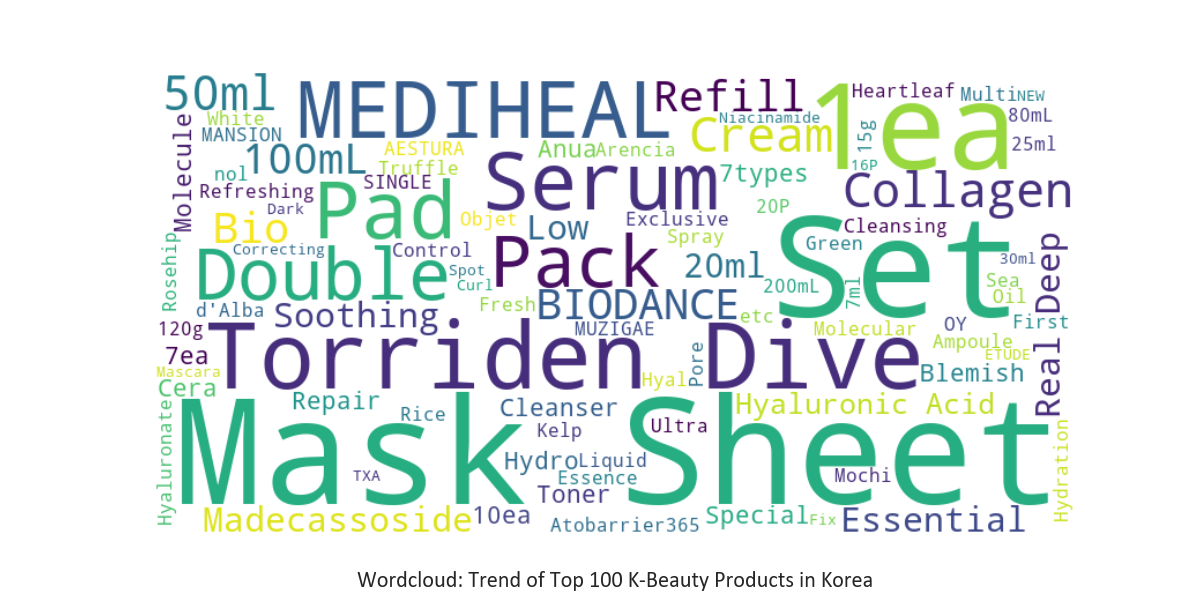 50ml
MEDIHEAL
Refill
1ea
Heartleaf
Multi
NEW
White
Niacinamide
Cream
15g
80mL
MANSION
Molecule
100mL
AESTURA
Anua
Arencia
25ml
nol
Truffle
Serum
7types
16P
Refreshing
SINGLE
Pad
Collagen
Dark
Bio
Objet
Low
Exclusive
20P
Cleansing
Correcting
Control
Spray
Green
Set
Rosehip
Double
Spot
Curl
Pack
20ml
200mL
7ml
30ml
Sea
Oil
Real Deep
d'Alba
Soothing
Fresh
BIODANCE
etc
MUZIGAE
Molecular
OY
First
120g
7ea
Torriden
Dive
Pore
Ampoule
ETUDE
Mascara
Cera
Hyal
Blemish
Repair
Rice
Cleanser
Hyaluronic Acid
Kelp
Ultra
Hyaluronate
Mask
Sheet
TXA
Hydro
Liquid
Essence
Mochi
Hydration
Toner
Madecassoside
10ea
Atobarrier365
Special
Fix
Essential
Wordcloud: Trend of Top 100 K-Beauty Products in Korea